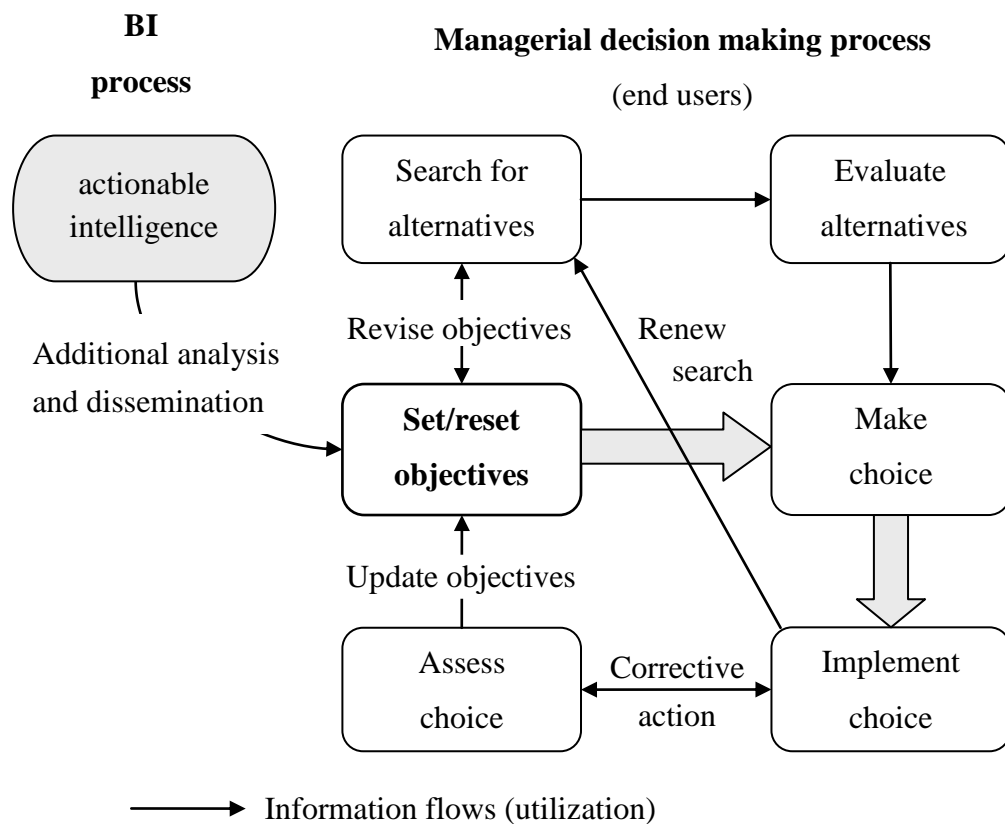 BI
process
Managerial decision making process
(end users)
actionable
intelligence
Search for
alternatives
Evaluate
alternatives
Additional analysis
and dissemination
Revise objectives
Renew
search
Set/reset
objectives
Make
choice
Update objectives
Assess
choice
Corrective
action
Implement
choice
Information flows (utilization)